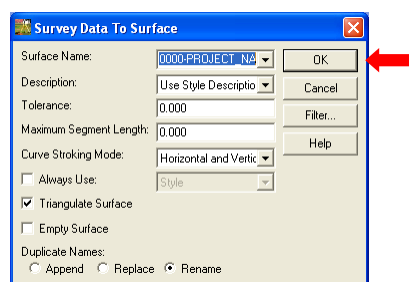 Survey Data To Surface
Surface Name: 0000-PROJECT_NA OK
Description: Use Style Descriptio Cancel
Tolerance: 0.000 Filter...
Maximum Segment Length: 0.000 Help
Curve Stroking Mode: Horizontal and Vertic
Always Use: Style
Triangulate Surface
Empty Surface
Duplicate Names:
Append Replace Rename